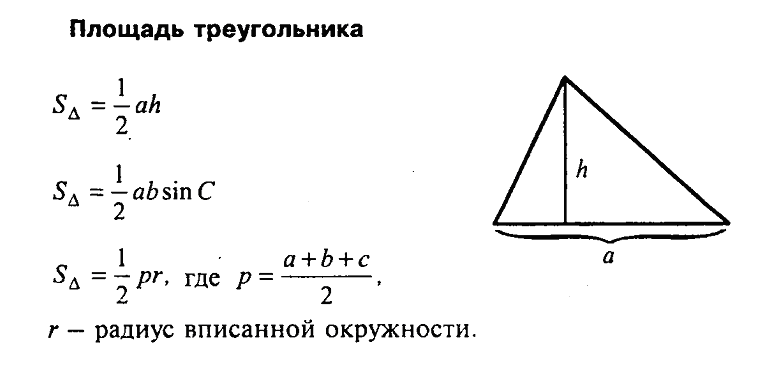 Площадь треугольника
S_Δ = 1/2 ah
S_Δ = 1/2 ab sin C
h
a
S_Δ = 1/2 pr, где p = (a + b + c)/2,
r – радиус вписанной окружности.